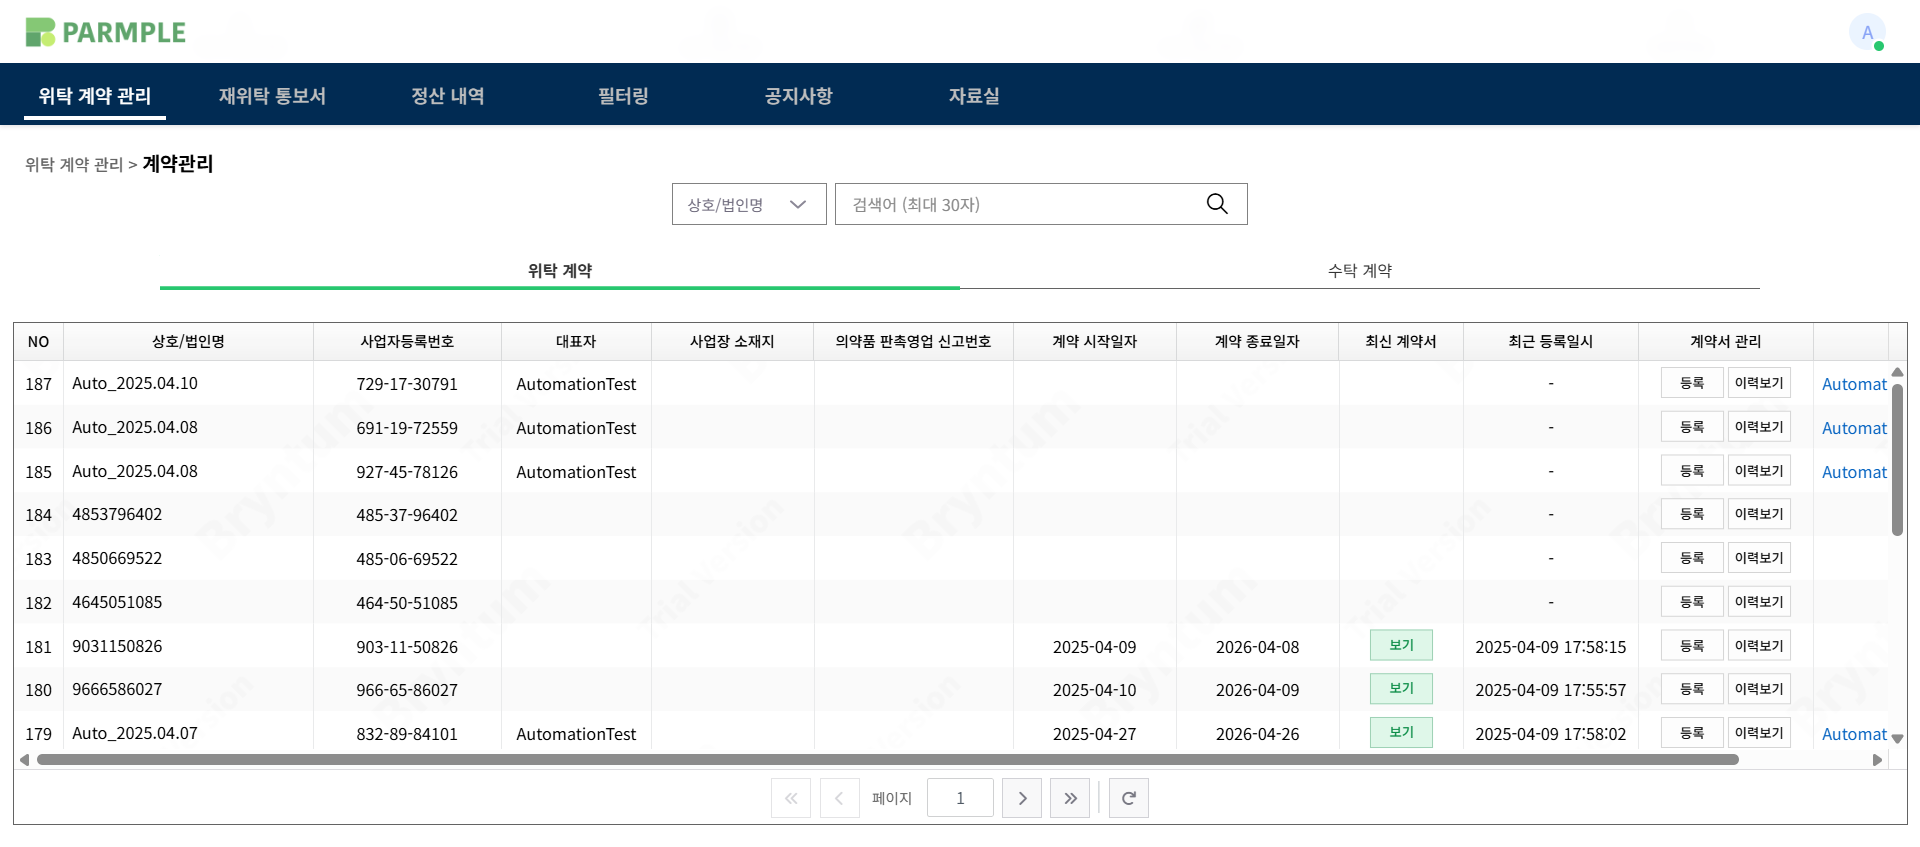 PARMPLE
A
위탁 계약 관리 재위탁 통보서 정산 내역 필터링 공지사항 자료실
위탁 계약 관리 > 계약관리
상호/법인명 검색어 (최대 30자)
위탁 계약 수탁 계약
NO 상호/법인명 사업자등록번호 대표자 사업장 소재지 의약품 판촉영업 신고번호 계약 시작일자 계약 종료일자 최신 계약서 최근 등록일시 계약서 관리
187 Auto_2025.04.10 729-17-30791 AutomationTest - 등록 이력보기 Automat
186 Auto_2025.04.08 691-19-72559 AutomationTest - 등록 이력보기 Automat
185 Auto_2025.04.08 927-45-78126 AutomationTest - 등록 이력보기 Automat
184 4853796402 485-37-96402 - 등록 이력보기
183 4850669522 485-06-69522 - 등록 이력보기
182 4645051085 464-50-51085 - 등록 이력보기
181 9031150826 903-11-50826 2025-04-09 2026-04-08 보기 2025-04-09 17:58:15 등록 이력보기
180 9666586027 966-65-86027 2025-04-10 2026-04-09 보기 2025-04-09 17:55:57 등록 이력보기
179 Auto_2025.04.07 832-89-84101 AutomationTest 2025-04-27 2026-04-26 보기 2025-04-09 17:58:02 등록 이력보기 Automat
페이지 1
Bryntum
Trial Version